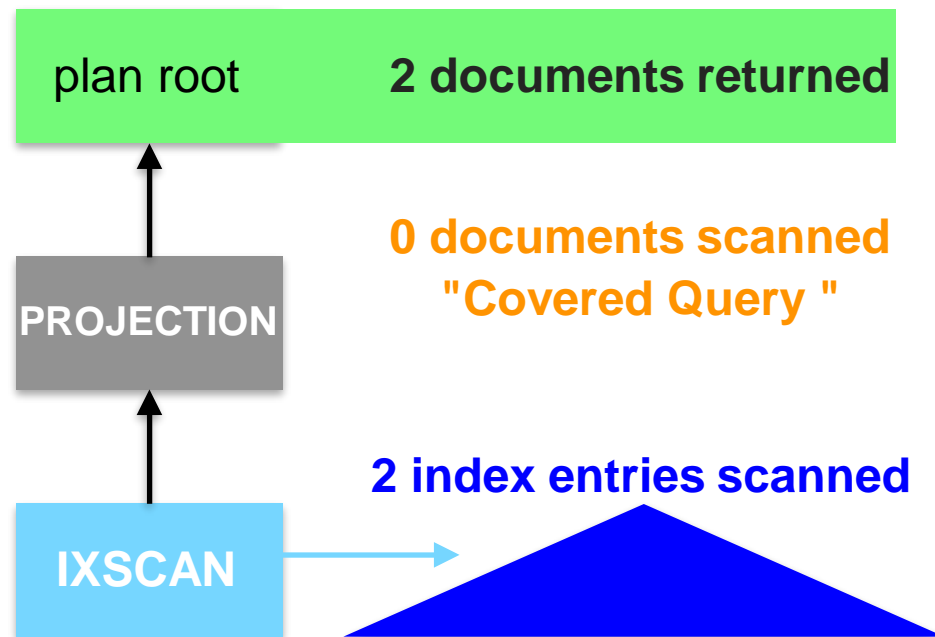 plan root
2 documents returned
0 documents scanned
"Covered Query "
PROJECTION
2 index entries scanned
IXSCAN